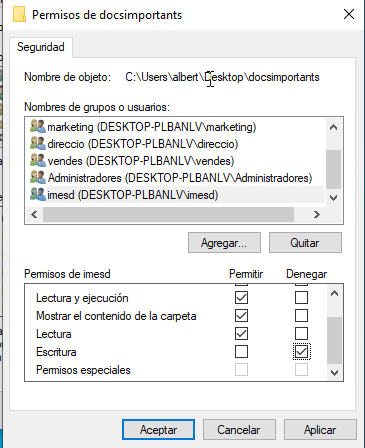 Permisos de docsimportants
Seguridad
Nombre de objeto: C:\Users\albert\Desktop\docsimportants
Nombres de grupos o usuarios:
marketing (DESKTOP-PLBANLV\marketing)
direccio (DESKTOP-PLBANLV\direccio)
vendes (DESKTOP-PLBANLV\vendes)
Administradores (DESKTOP-PLBANLV\Administradores)
imesd (DESKTOP-PLBANLV\imesd)
Agregar... Quitar
Permisos de imesd Permitir Denegar
Lectura y ejecución
Mostrar el contenido de la carpeta
Lectura
Escritura
Permisos especiales
Aceptar Cancelar Aplicar